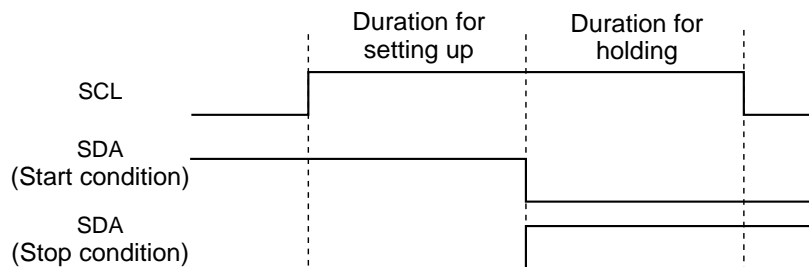 Duration for
setting up
Duration for
holding
SCL
SDA
(Start condition)
SDA
(Stop condition)